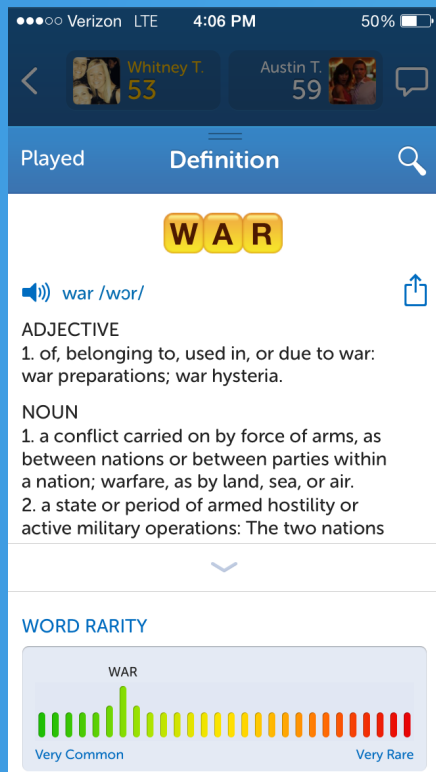 Verizon LTE 4:06 PM 50%
Whitney T. Austin T.
53 59
Played Definition
WAR
war /wɔr/
ADJECTIVE
1. of, belonging to, used in, or due to war:
war preparations; war hysteria.
NOUN
1. a conflict carried on by force of arms, as
between nations or between parties within
a nation; warfare, as by land, sea, or air.
2. a state or period of armed hostility or
active military operations: The two nations
WORD RARITY
WAR
Very Common Very Rare